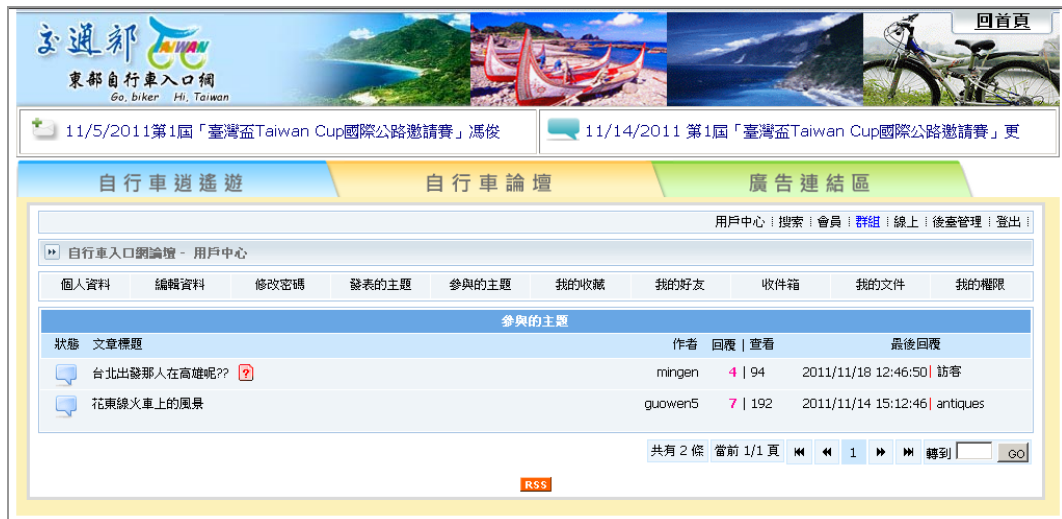 交通部 TAIWAN
東部自行車入口網
Go, biker Hi, Taiwan
回首頁
11/5/2011第1屆「臺灣盃Taiwan Cup國際公路邀請賽」馮俊
11/14/2011 第1屆「臺灣盃Taiwan Cup國際公路邀請賽」更
自行車逍遙遊 自行車論壇 廣告連結區
用戶中心 | 搜索 | 會員 | 群組 | 線上 | 後臺管理 | 登出
自行車入口網論壇 - 用戶中心
個人資料 編輯資料 修改密碼 發表的主題 參與的主題 我的收藏 我的好友 收件箱 我的文件 我的權限
參與的主題
狀態 文章標題 作者 回覆 | 查看 最後回覆
台北出發那人在高雄呢?? ? mingen 4 | 94 2011/11/18 12:46:50| 訪客
花東線火車上的風景 guowen5 7 | 192 2011/11/14 15:12:46| antiques
共有 2 條 當前 1/1 頁 1 轉到 GO
RSS